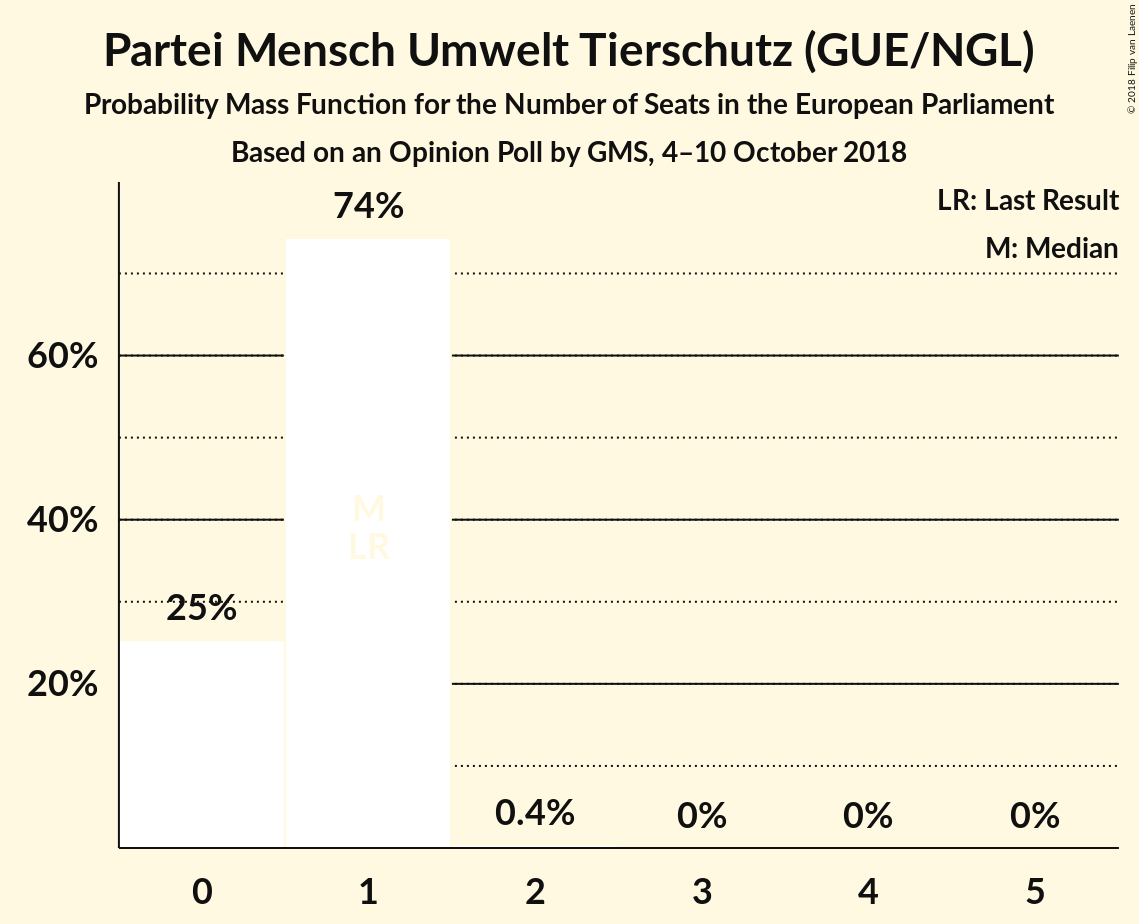 Partei Mensch Umwelt Tierschutz (GUE/NGL)
Probability Mass Function for the Number of Seats in the European Parliament
Based on an Opinion Poll by GMS, 4–10 October 2018
© 2018 Filip van Laenen
LR: Last Result
M: Median
74%
60%
M
40%
LR
25%
20%
0.4%
0%
0%
0%
0
1
2
3
4
5